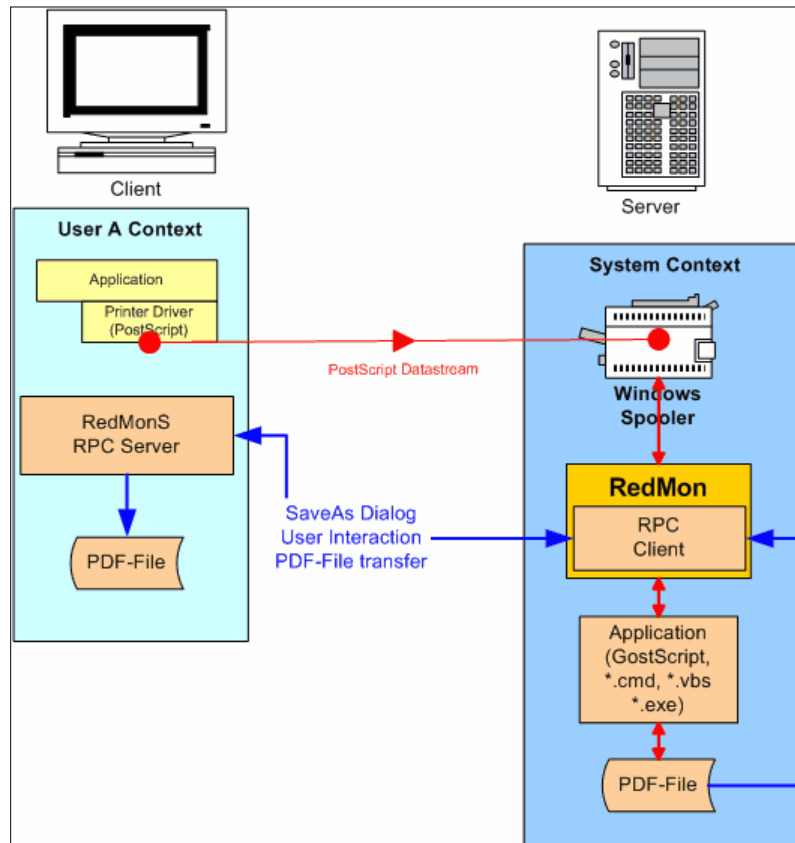 Client
Server
User A Context
Application
Printer Driver
(PostScript)
PostScript Datastream
RedMonS
RPC Server
PDF-File
SaveAs Dialog
User Interaction
PDF-File transfer
System Context
Windows
Spooler
RedMon
RPC
Client
Application
(GostScript,
*.cmd, *.vbs
*.exe)
PDF-File